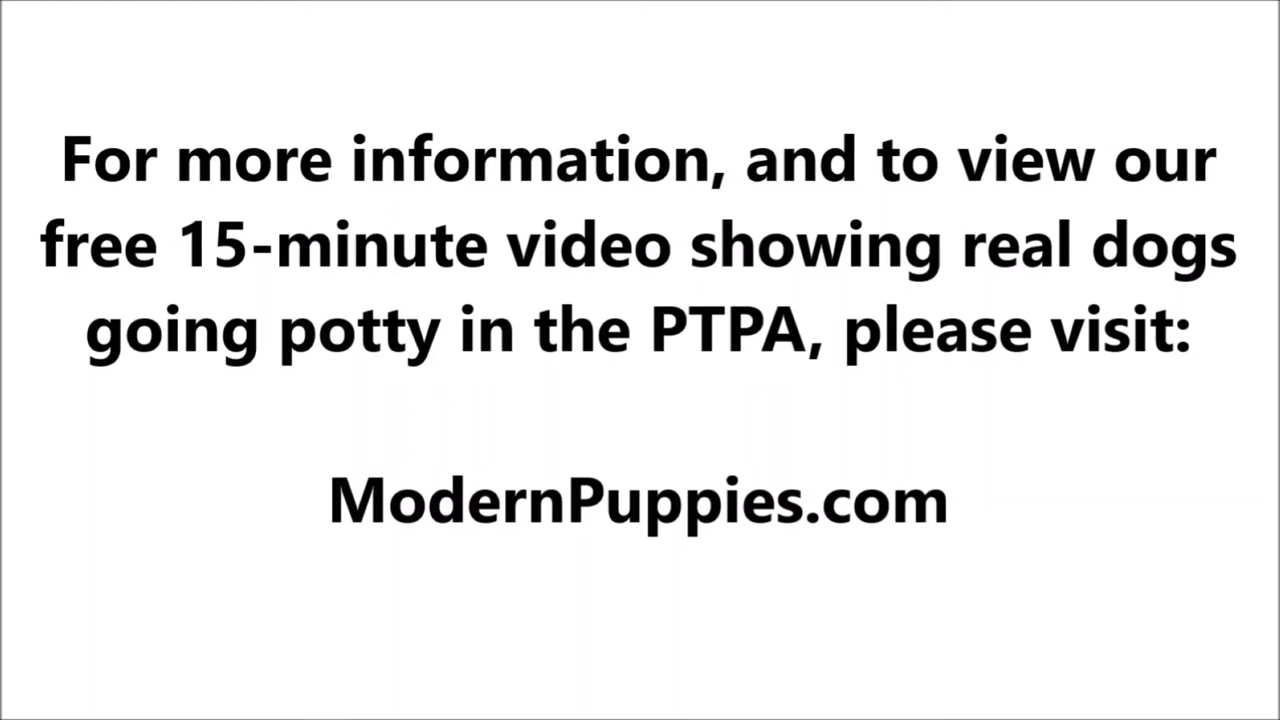 For more information, and to view our
free 15-minute video showing real dogs
going potty in the PTPA, please visit:
ModernPuppies.com